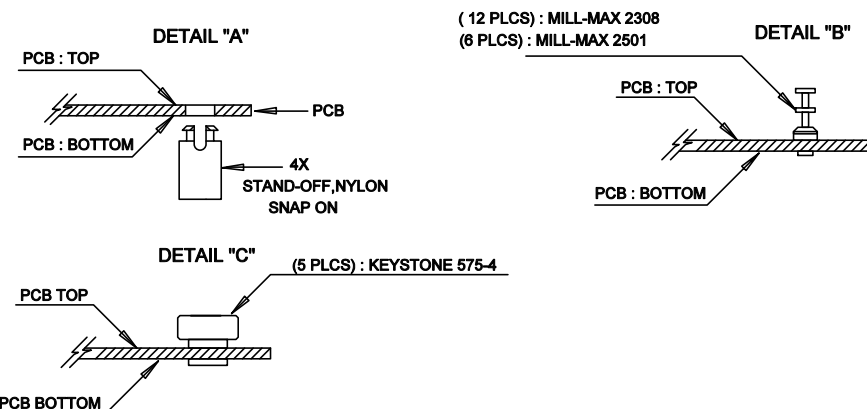 DETAIL "A"
PCB : TOP
PCB
PCB : BOTTOM
4X
STAND-OFF,NYLON
SNAP ON
( 12 PLCS) : MILL-MAX 2308
(6 PLCS) : MILL-MAX 2501
DETAIL "B"
PCB : TOP
PCB : BOTTOM
DETAIL "C"
(5 PLCS) : KEYSTONE 575-4
PCB TOP
PCB BOTTOM